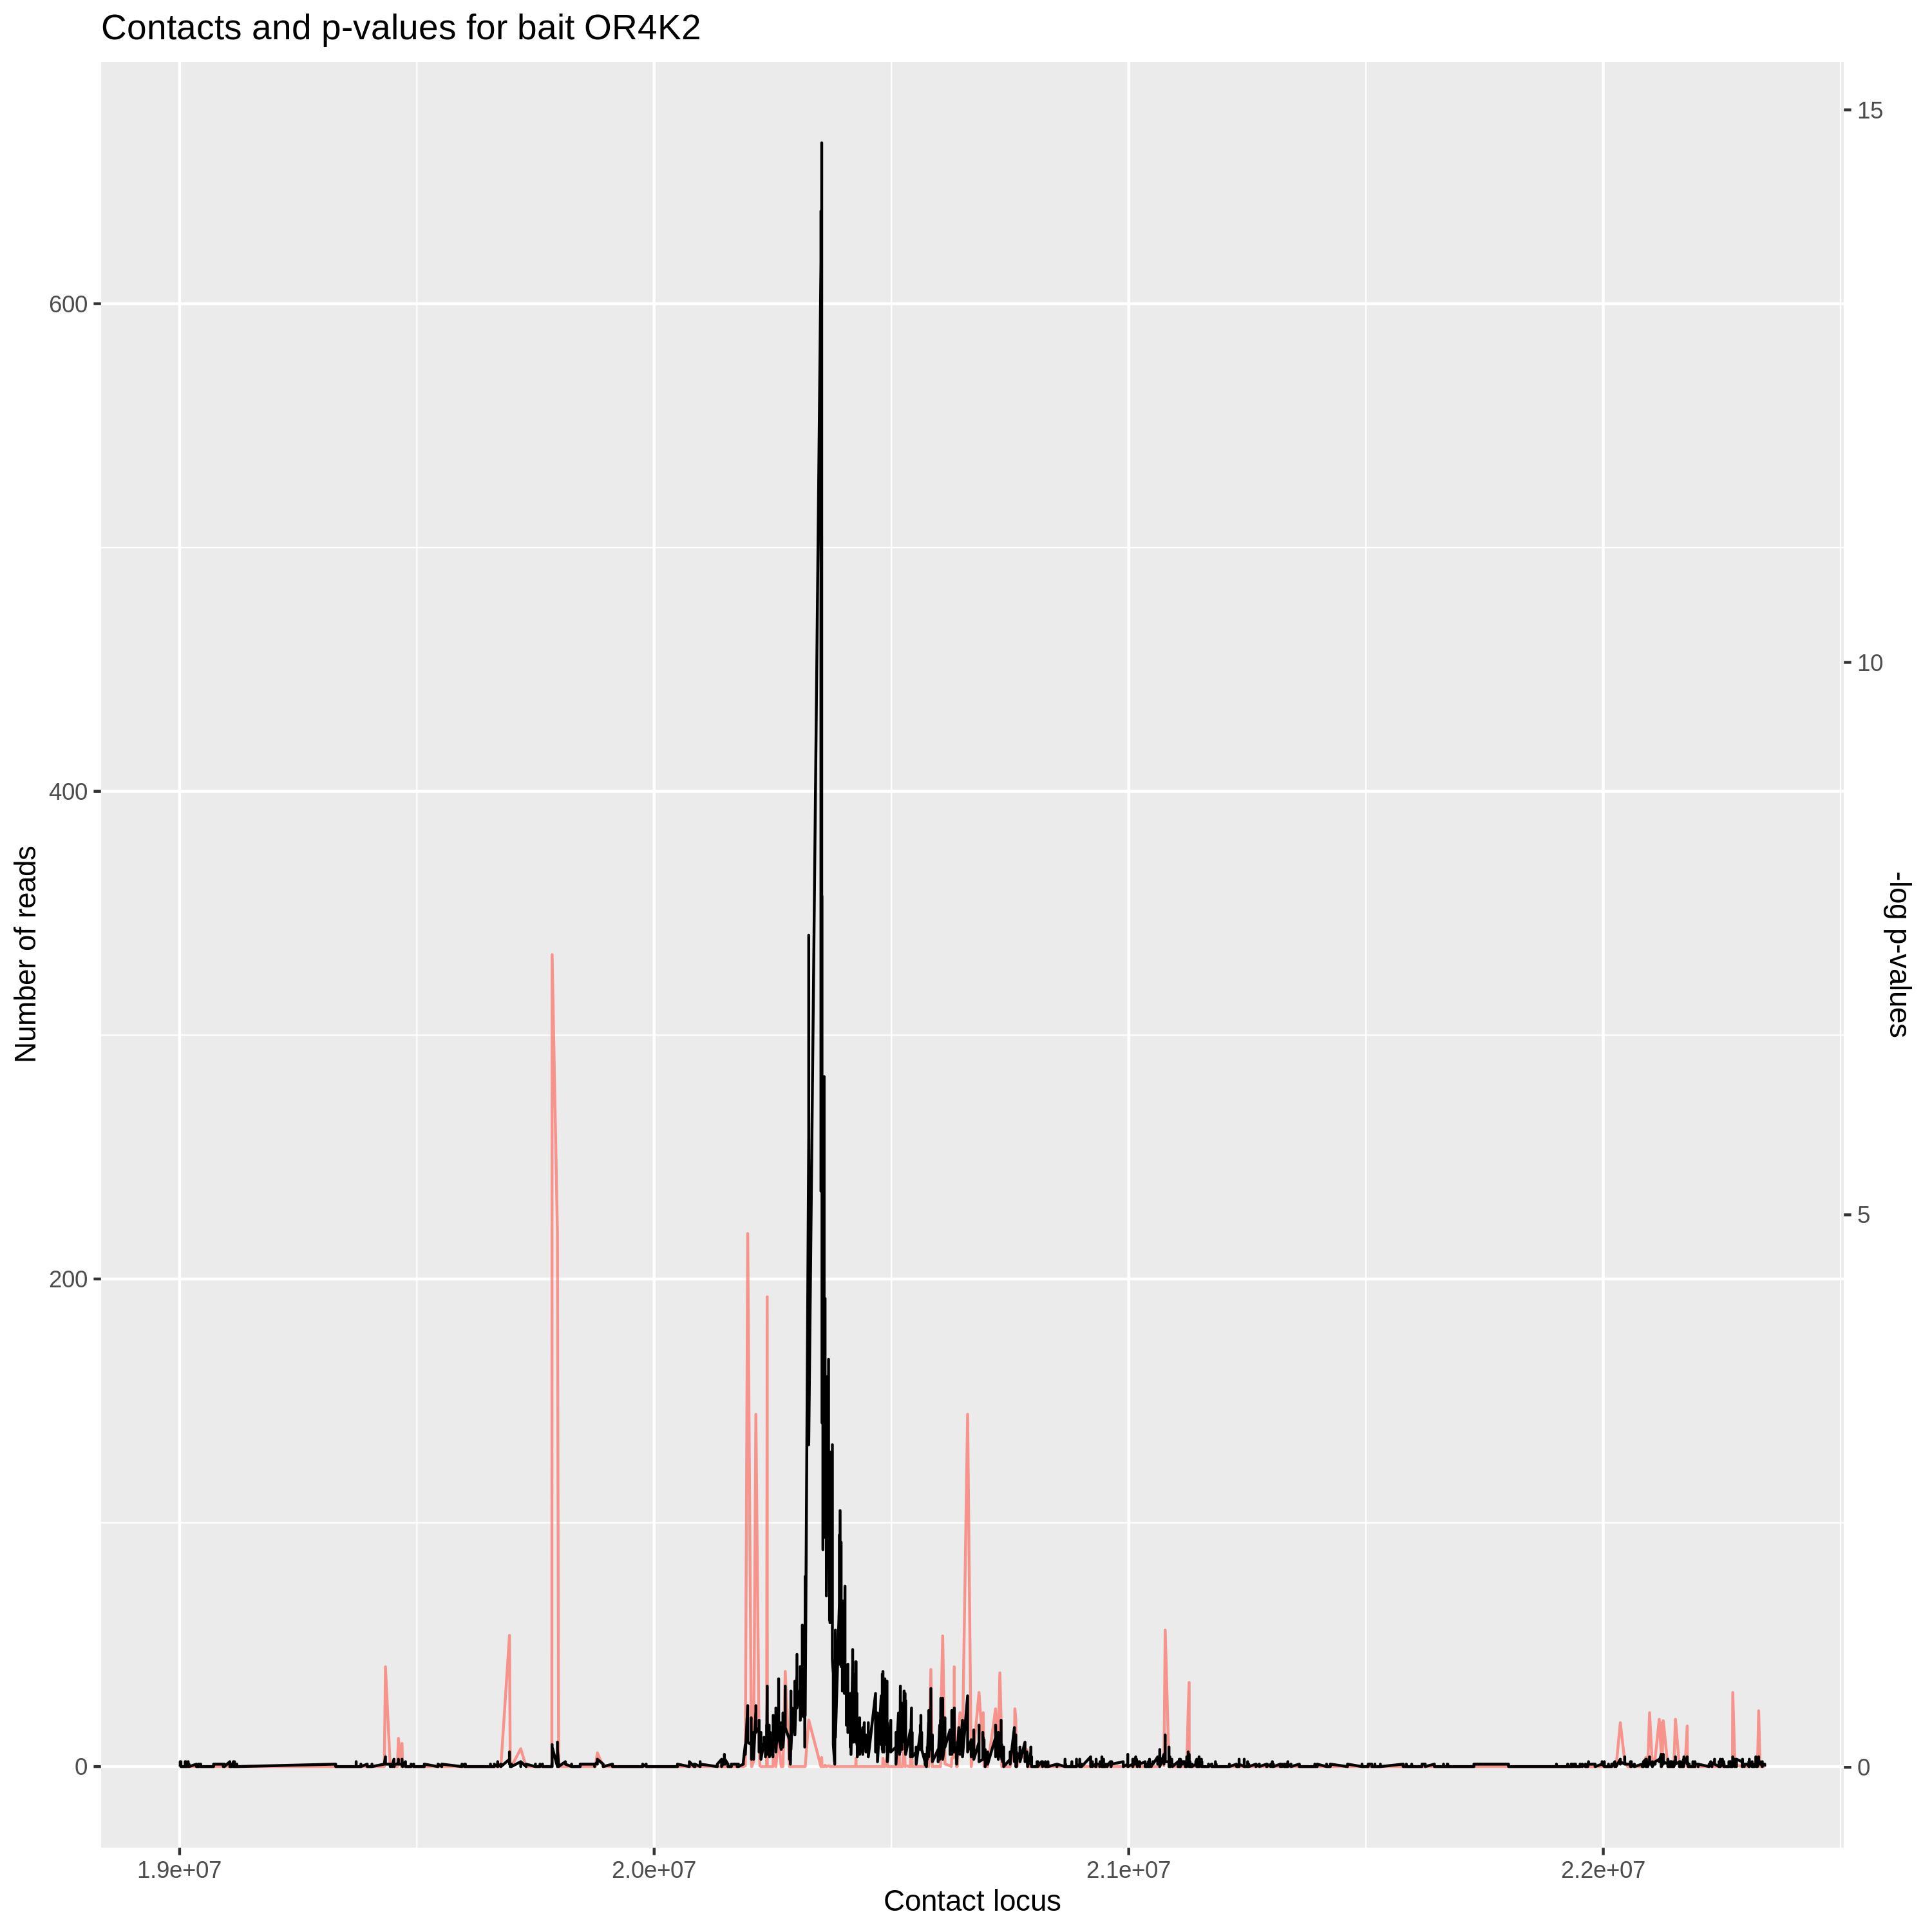 Contacts and p-values for bait OR4K2
15
600
10
400
Number of reads
-log p-values
5
200
0
0
1.9e+07
2.0e+07
2.1e+07
2.2e+07
Contact locus